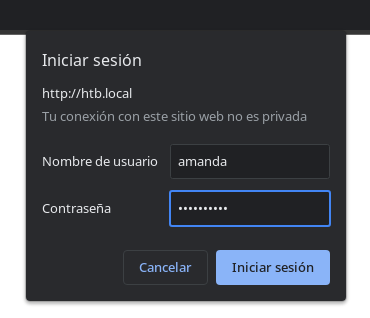 Iniciar sesión
http://htb.local
Tu conexión con este sitio web no es privada
Nombre de usuario amanda
Contraseña ••••••••••
Cancelar Iniciar sesión